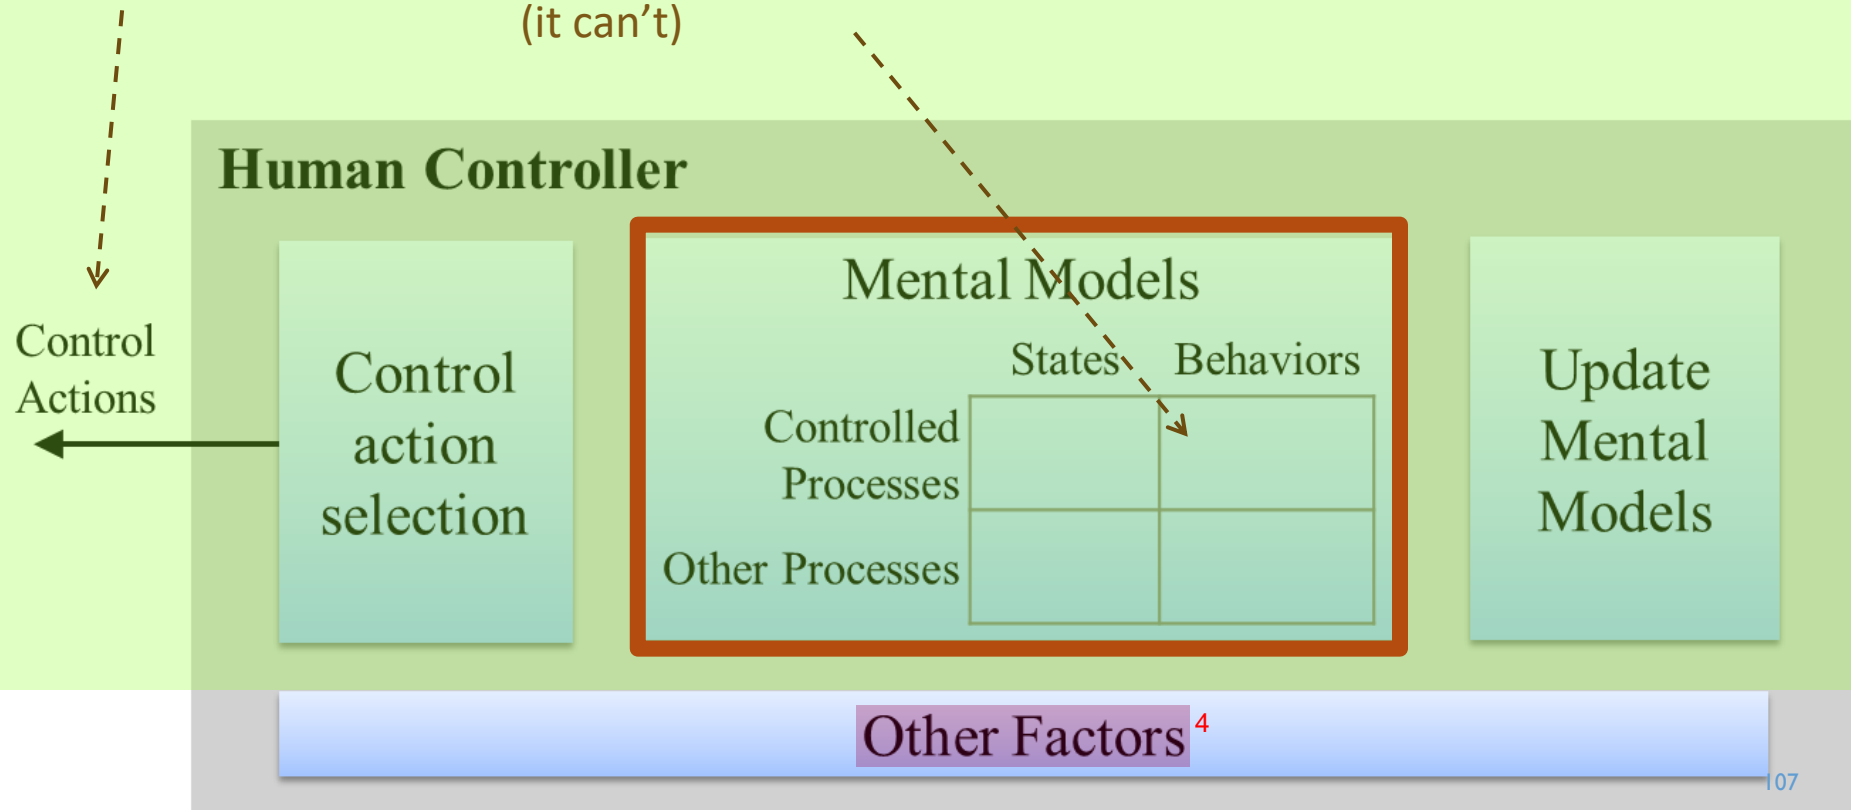 (it can’t)
Human Controller
Control
Actions
Control
action
selection
Mental Models
States Behaviors
Controlled
Processes
Other Processes
Update
Mental
Models
Other Factors 4
107